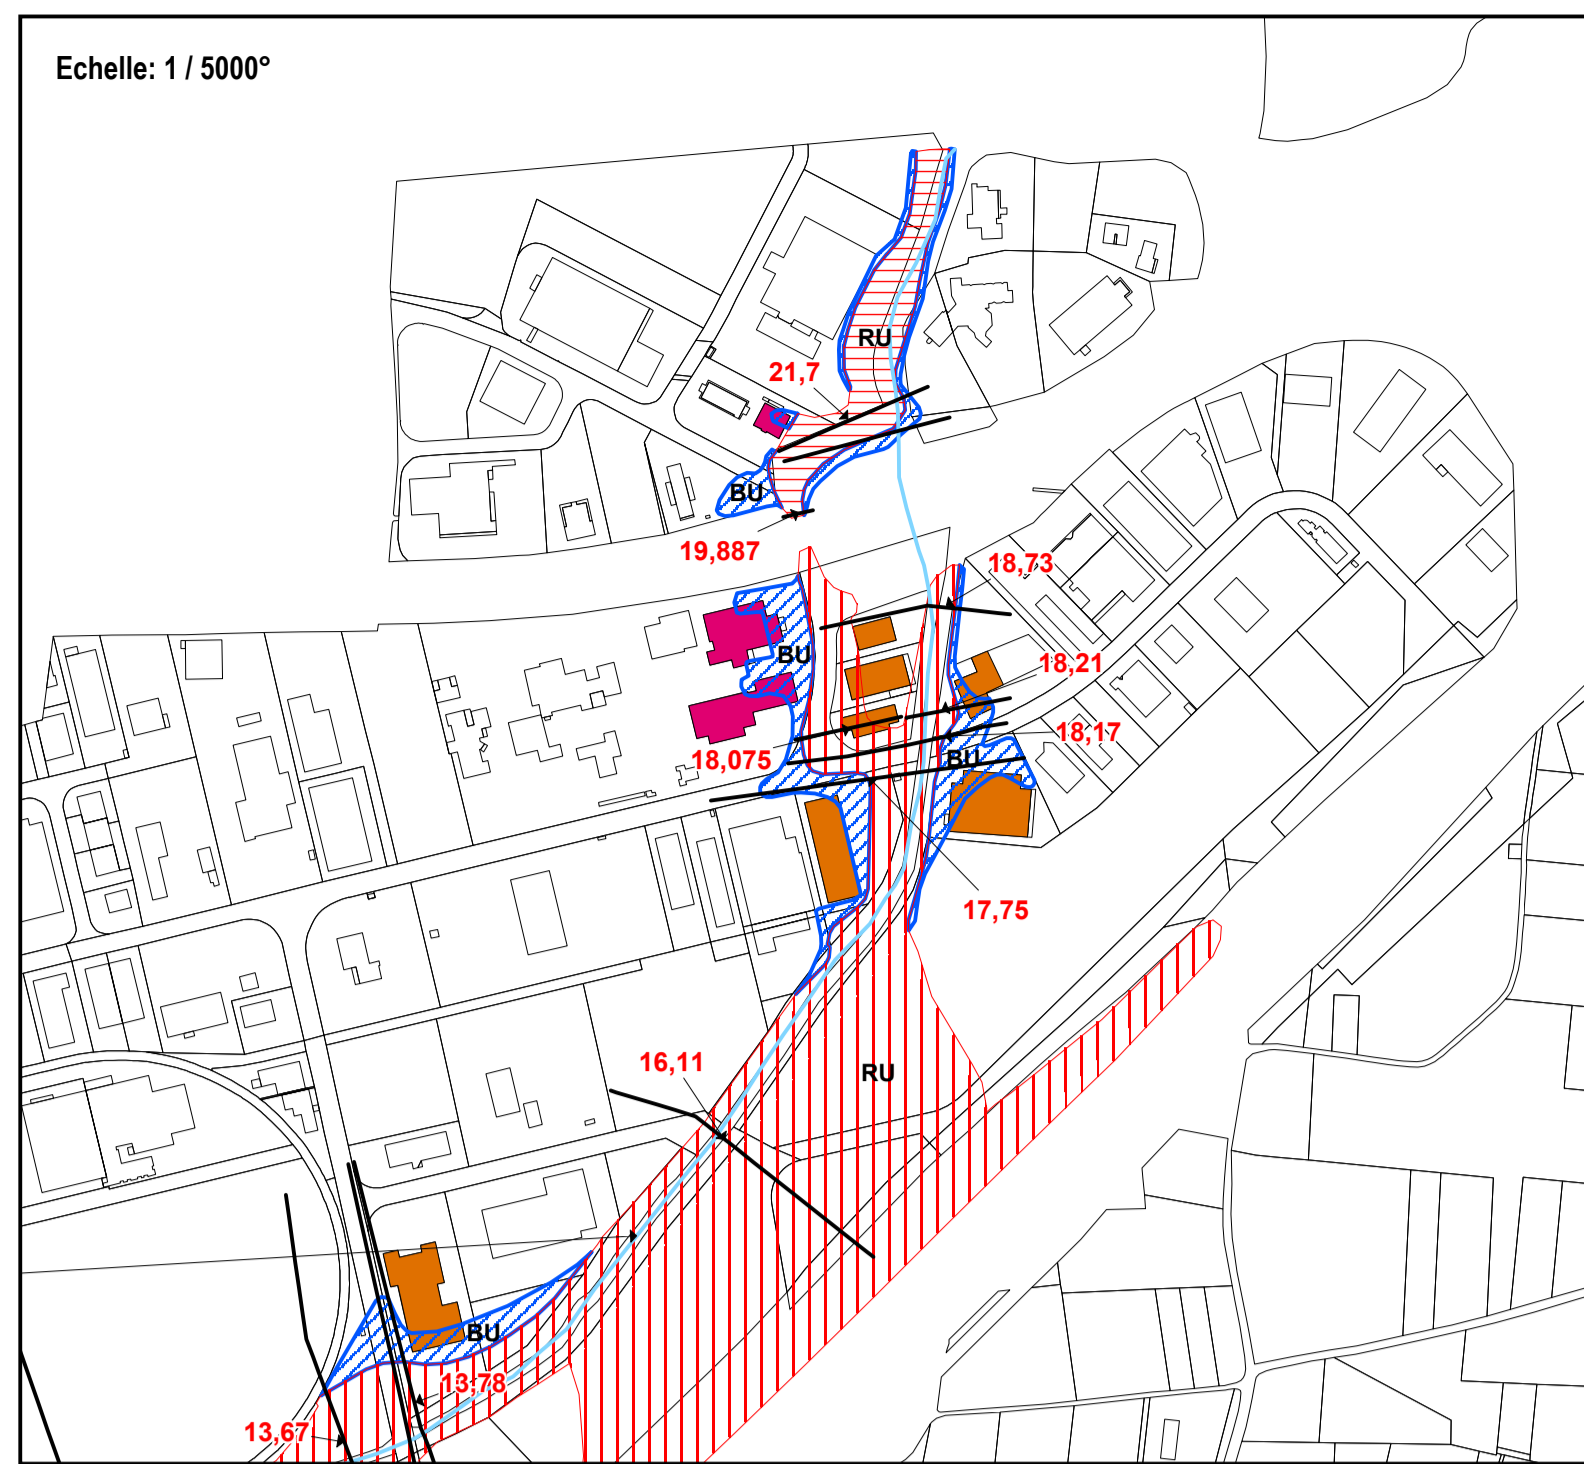 Echelle: 1 / 5000°
RU
21,7
BU
19,887
18,73
BU
18,21
18,17
18,075
BU
17,75
16,11
RU
BU
13,78
13,67